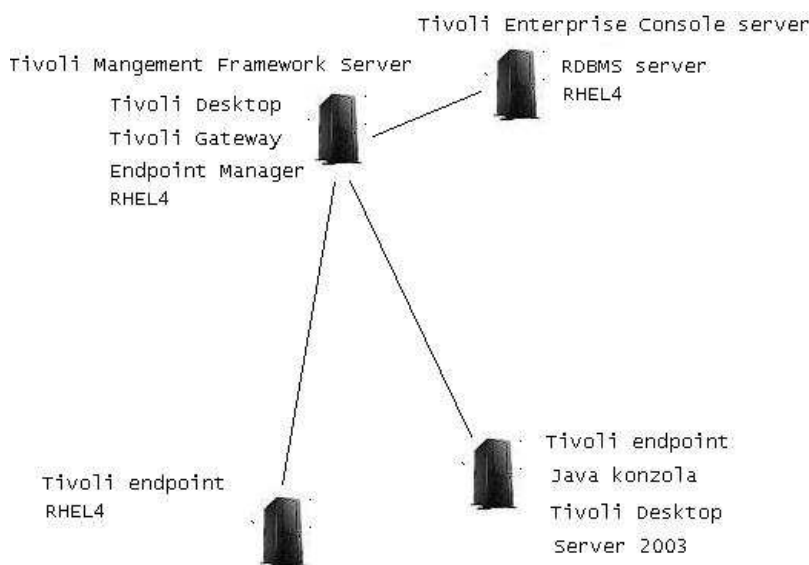 Tivoli Enterprise Console server
RDBMS server
RHEL4
Tivoli Mangement Framework Server
Tivoli Desktop
Tivoli Gateway
Endpoint Manager
RHEL4
Tivoli endpoint
RHEL4
Tivoli endpoint
Java konzola
Tivoli Desktop
Server 2003